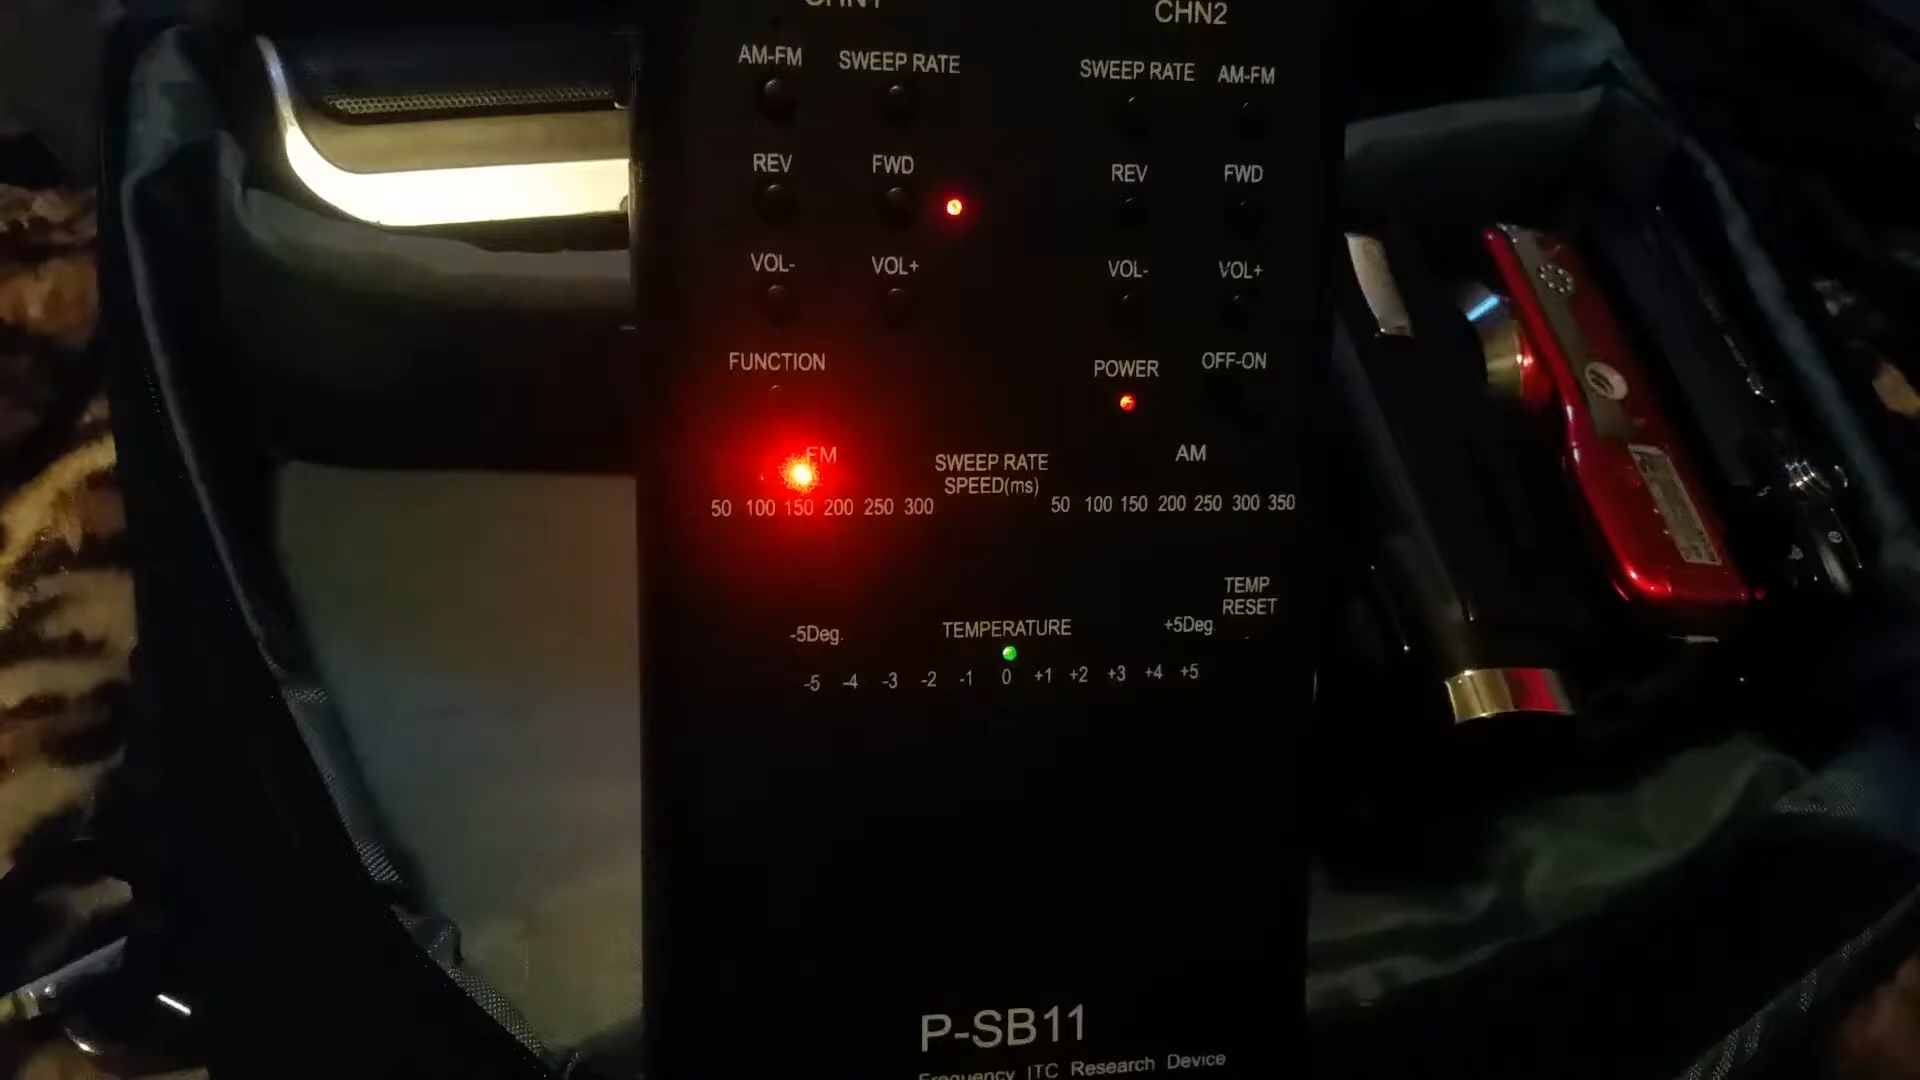 CHN1 CHN2
AM-FM SWEEP RATE SWEEP RATE AM-FM
REV FWD REV FWD
VOL- VOL+ VOL- VOL+
FUNCTION POWER OFF-ON
FM SWEEP RATE SPEED(ms) AM
50 100 150 200 250 300 50 100 150 200 250 300 350
TEMP RESET
-5Deg. TEMPERATURE +5Deg.
-5 -4 -3 -2 -1 0 +1 +2 +3 +4 +5
P-SB11
Frequency ITC Research Device